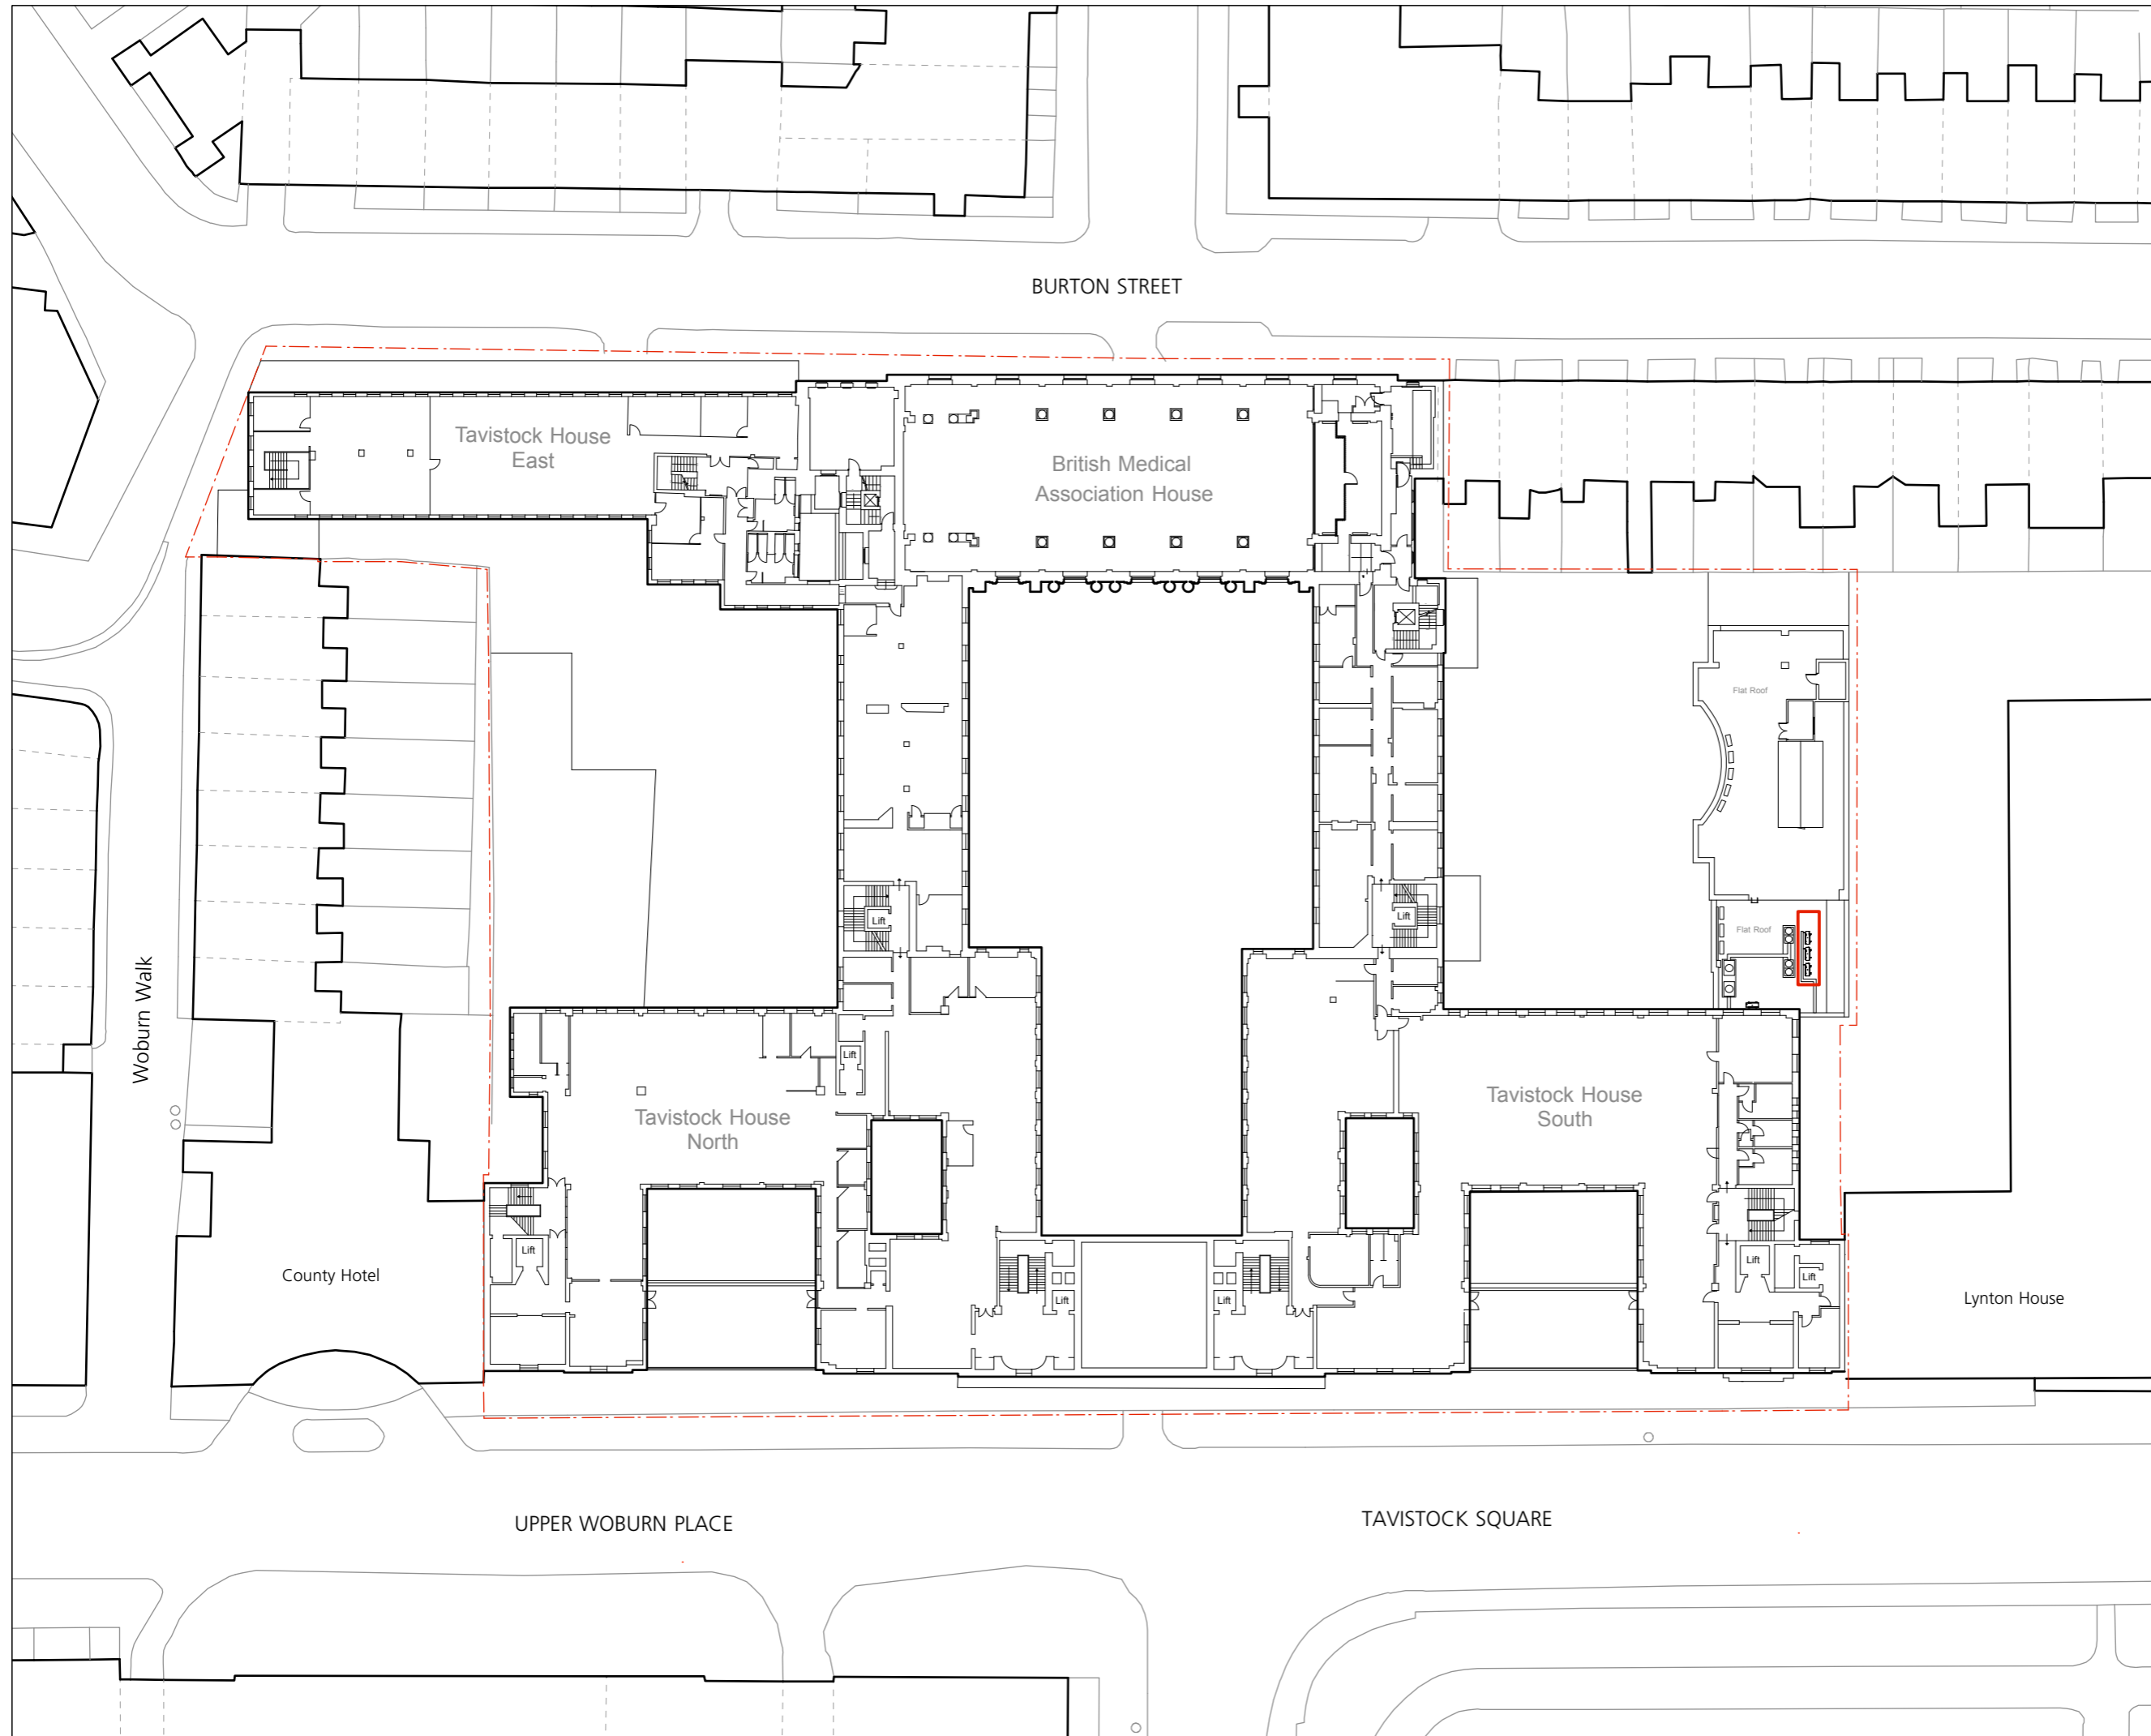 BURTON STREET
Tavistock House
East
British Medical
Association House
Flat Roof
Lift
Lift
Flat Roof
Woburn Walk
Lift
Tavistock House
North
Tavistock House
South
Lift
County Hotel
Lift
Lift
Lift
Lift
Lynton House
UPPER WOBURN PLACE
TAVISTOCK SQUARE